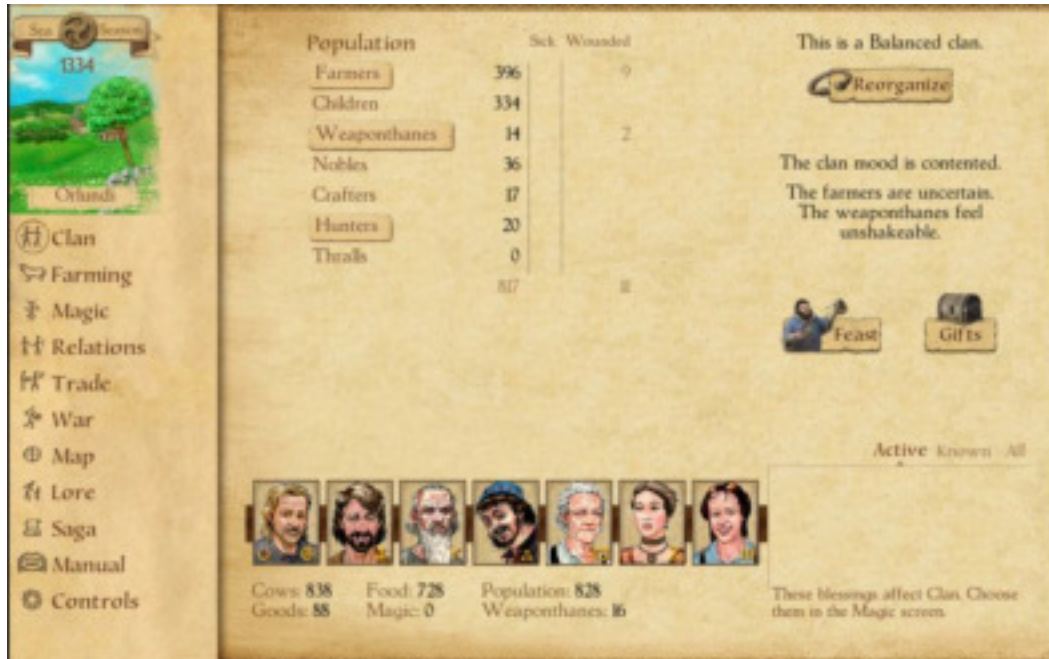 Sea Season
1334
Orlundi
Clan
Farming
Magic
Relations
Trade
War
Map
Lore
Saga
Manual
Controls
Population Sick Wounded
Farmers 396 9
Children 334
Weaponthanes 14 2
Nobles 36
Crafters 17
Hunters 20
Thralls 0
817 11
This is a Balanced clan.
Reorganize
The clan mood is contented.
The farmers are uncertain.
The weaponthanes feel
unshakeable.
Feast
Gifts
Active Known All
These blessings affect Clan. Choose
them in the Magic screen.
Cows: 838 Food: 728 Population: 828
Goods: 88 Magic: 0 Weaponthanes: 16